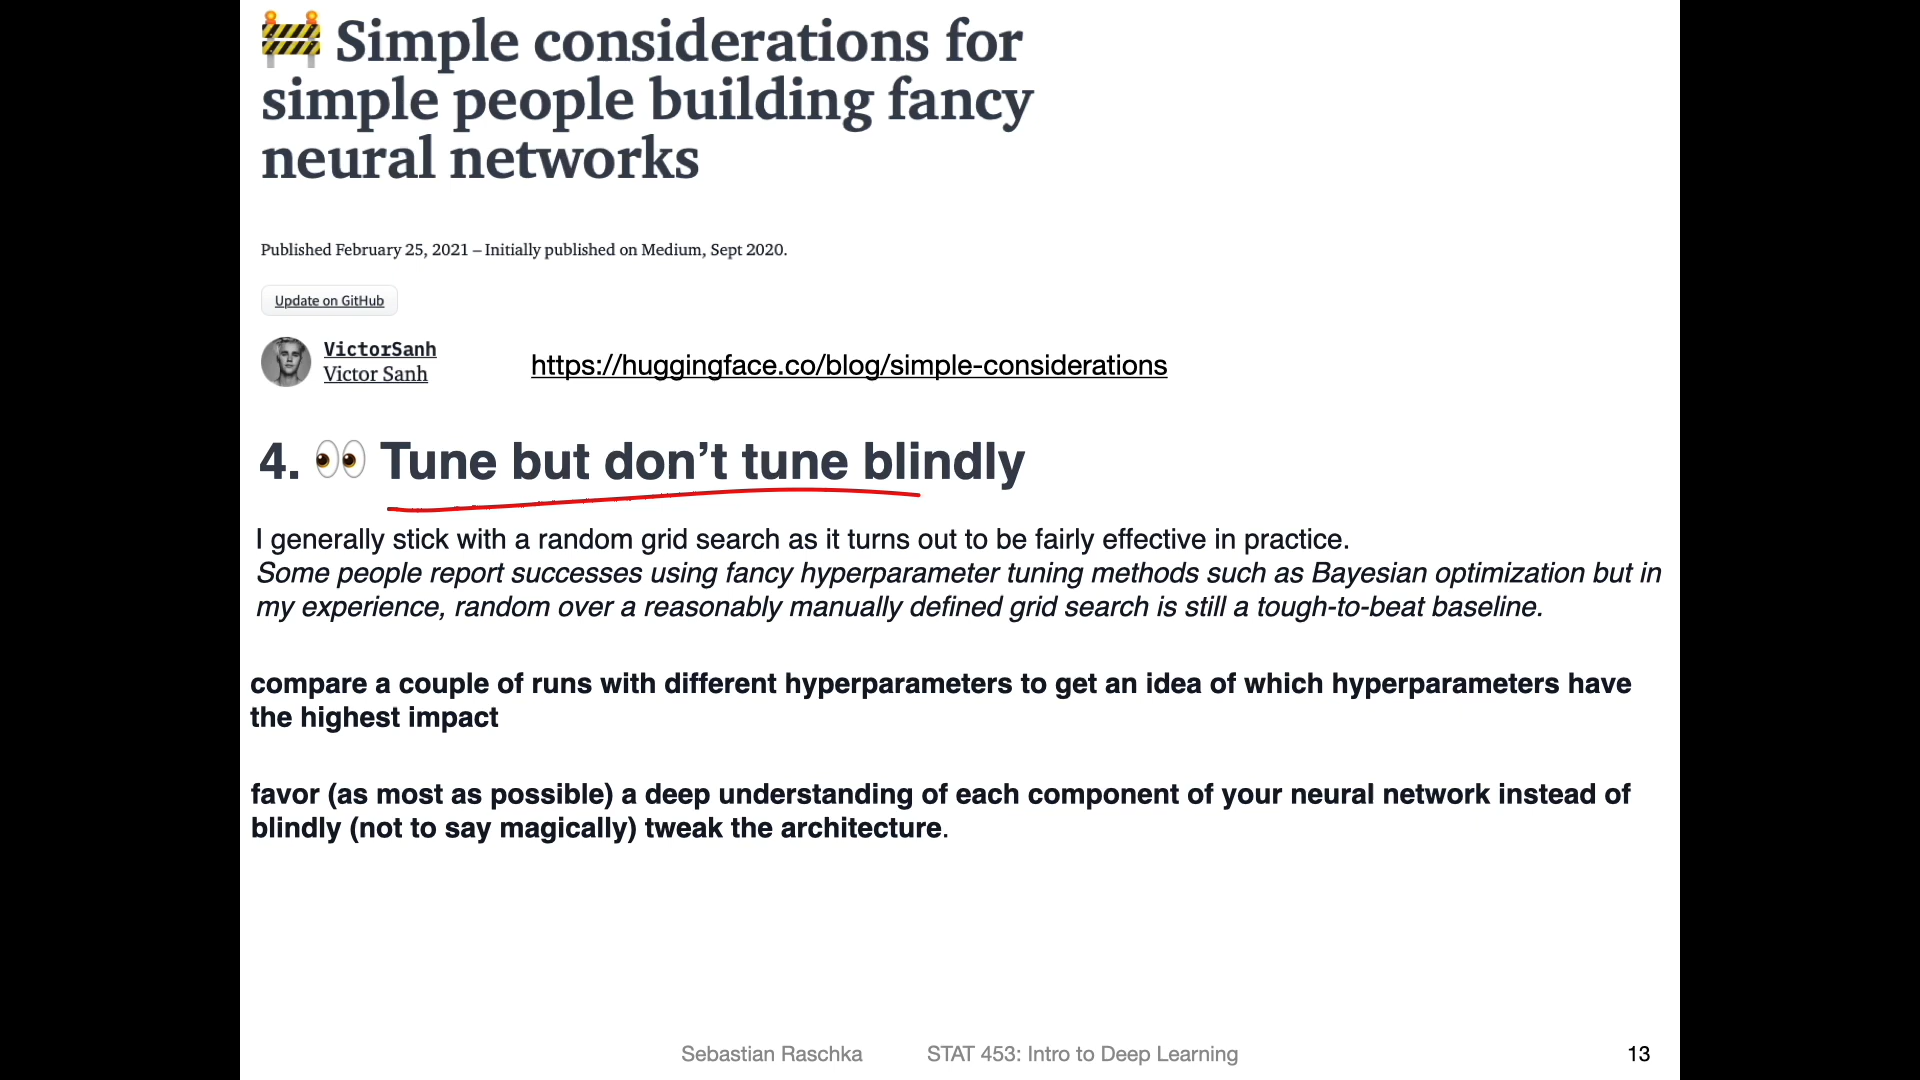 🚧 Simple considerations for
simple people building fancy
neural networks
Published February 25, 2021 – Initially published on Medium, Sept 2020.
Update on GitHub
VictorSanh
Victor Sanh
https://huggingface.co/blog/simple-considerations
4. 👀 Tune but don’t tune blindly
I generally stick with a random grid search as it turns out to be fairly effective in practice.
Some people report successes using fancy hyperparameter tuning methods such as Bayesian optimization but in
my experience, random over a reasonably manually defined grid search is still a tough-to-beat baseline.
compare a couple of runs with different hyperparameters to get an idea of which hyperparameters have
the highest impact
favor (as most as possible) a deep understanding of each component of your neural network instead of
blindly (not to say magically) tweak the architecture.
Sebastian Raschka STAT 453: Intro to Deep Learning 13